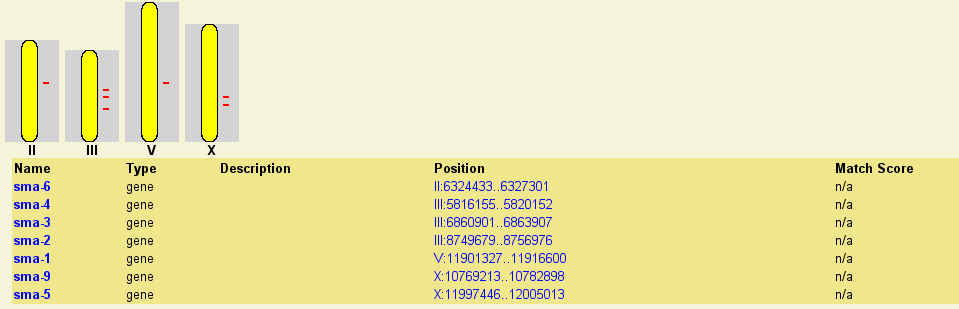 II III V X
Name Type Description Position Match Score
sma-6 gene II:6324433..6327301 n/a
sma-4 gene III:5816155..5820152 n/a
sma-3 gene III:6860901..6863907 n/a
sma-2 gene III:8749679..8756976 n/a
sma-1 gene V:11901327..11916600 n/a
sma-9 gene X:10769213..10782898 n/a
sma-5 gene X:11997446..12005013 n/a